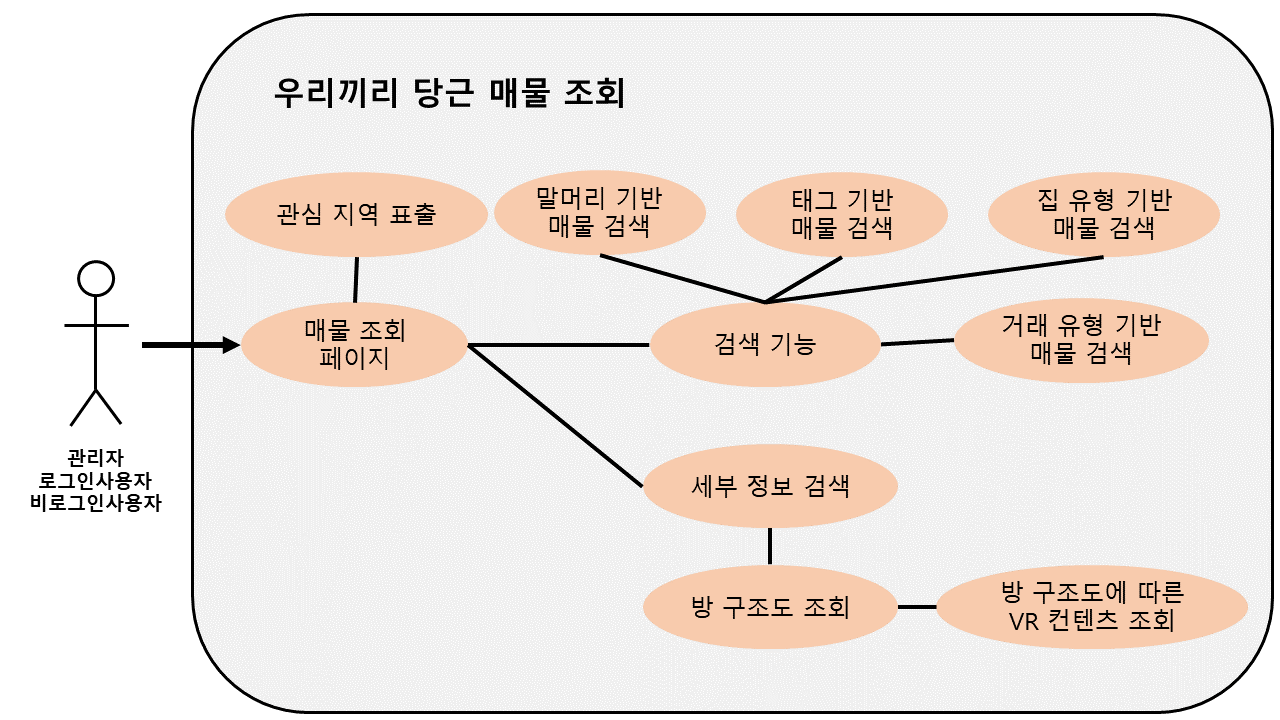 우리끼리 당근 매물 조회
관심 지역 표출
말머리 기반
매물 검색
태그 기반
매물 검색
집 유형 기반
매물 검색
매물 조회
페이지
검색 기능
거래 유형 기반
매물 검색
관리자
로그인사용자
비로그인사용자
세부 정보 검색
방 구조도 조회
방 구조도에 따른
VR 컨텐츠 조회